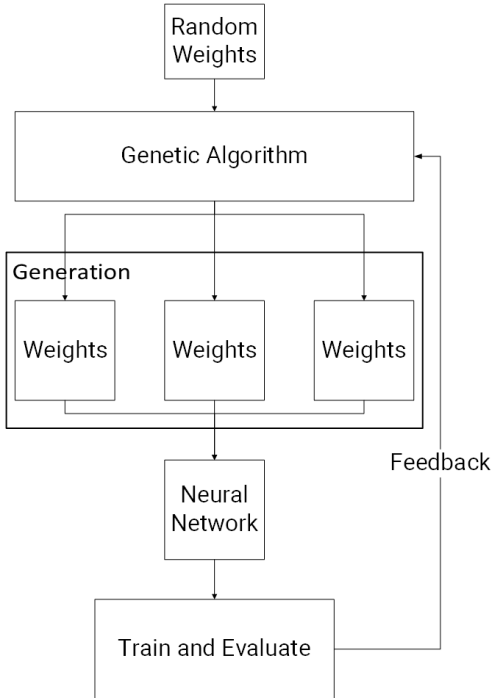 Random
Weights
Genetic Algorithm
Generation
Weights
Weights
Weights
Feedback
Neural
Network
Train and Evaluate